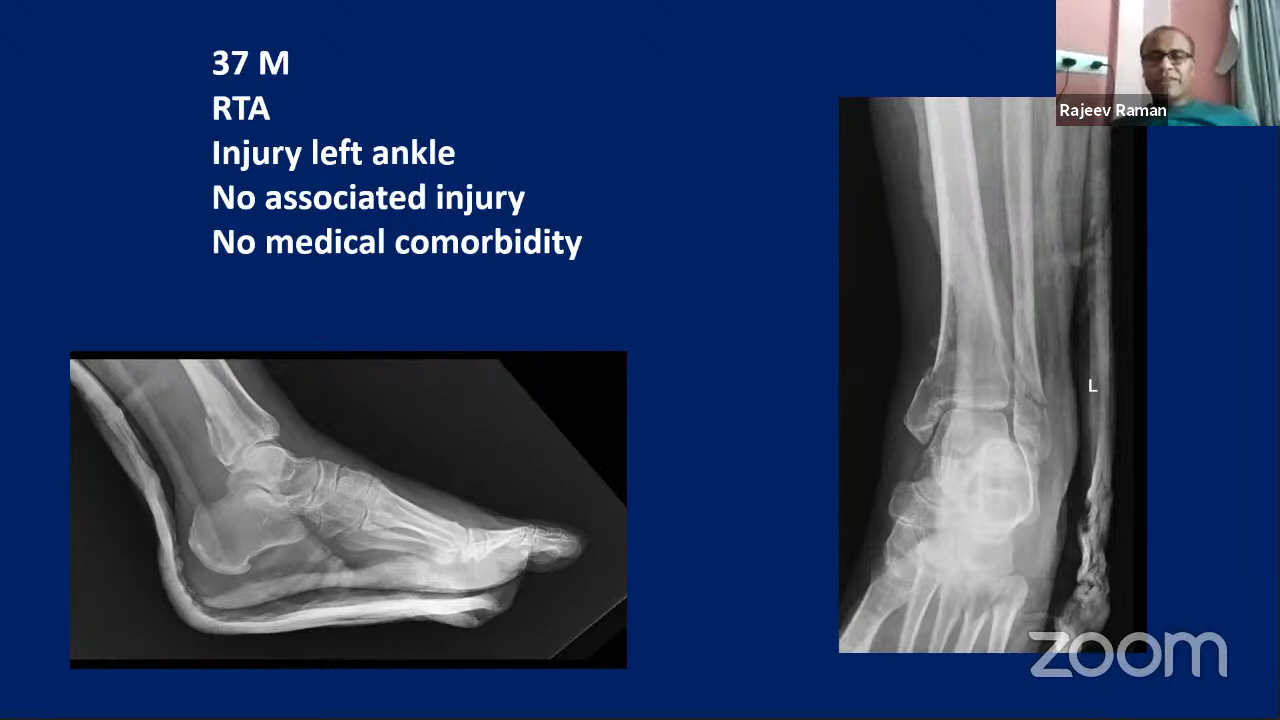 37 M
RTA
Injury left ankle
No associated injury
No medical comorbidity
Rajeev Raman
L
zoom